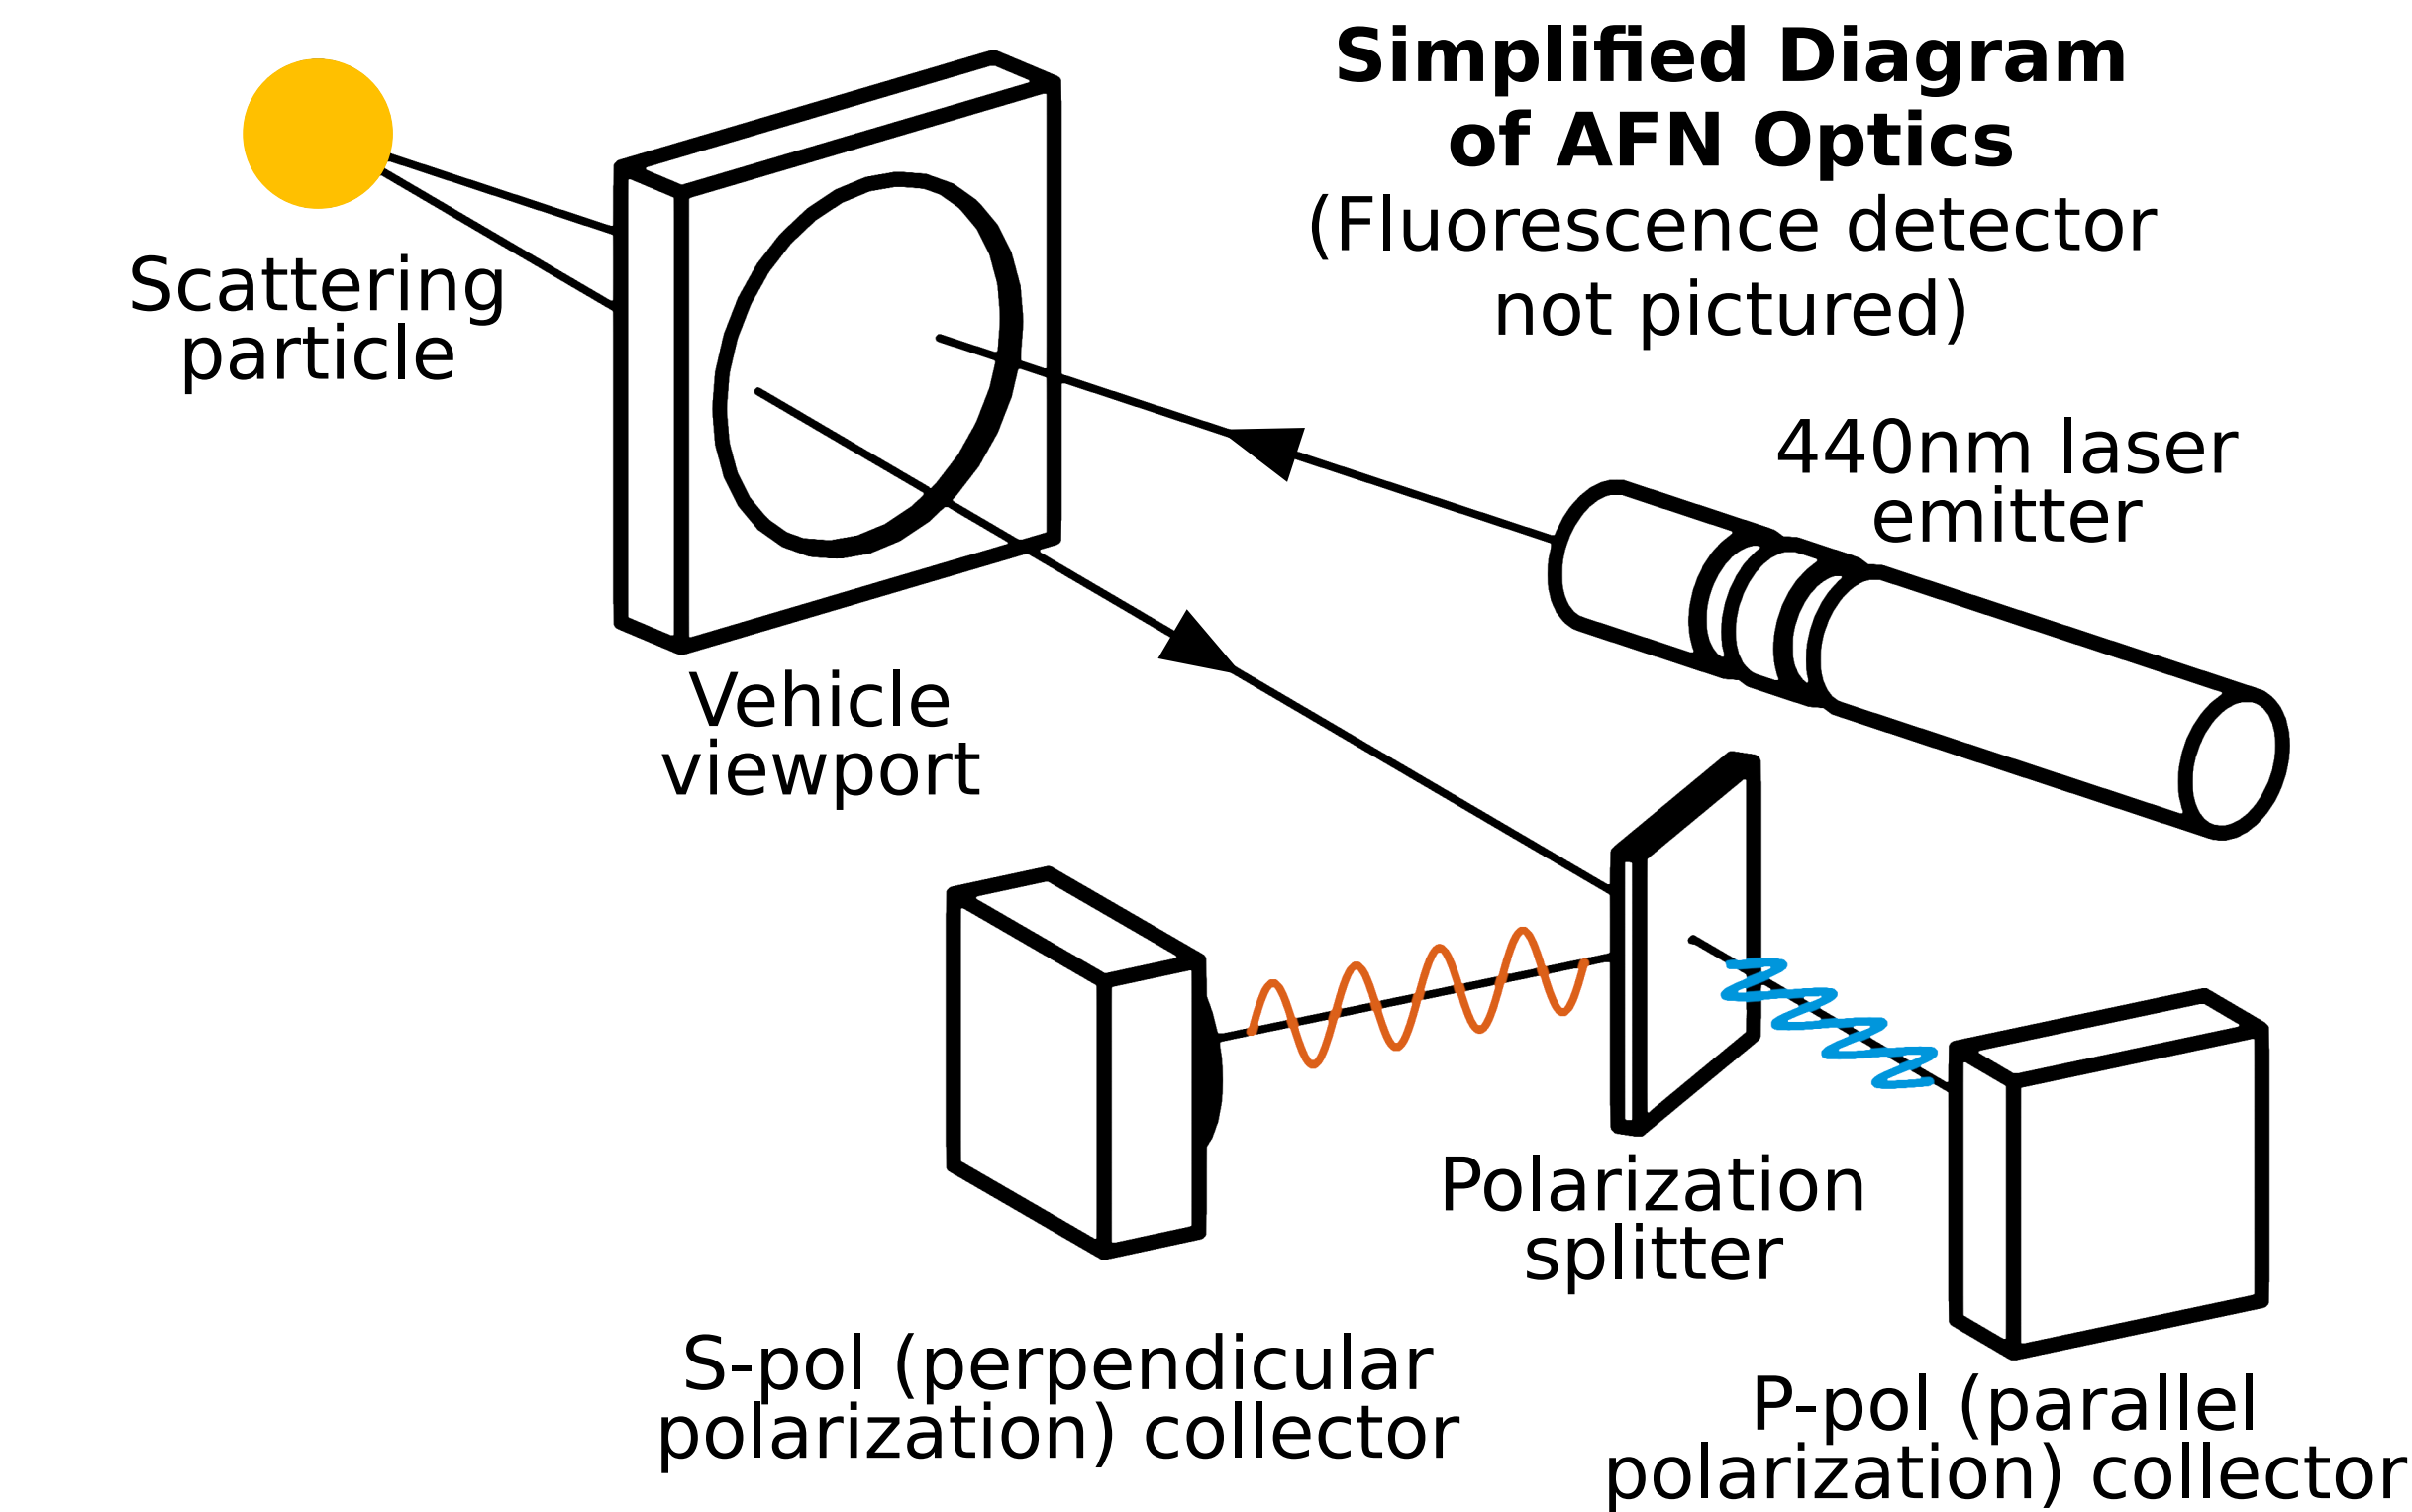 Simplified Diagram
of AFN Optics
(Fluorescence detector
not pictured)
Scattering
particle
440nm laser
emitter
Vehicle
viewport
Polarization
splitter
S-pol (perpendicular
polarization) collector
P-pol (parallel
polarization) collector